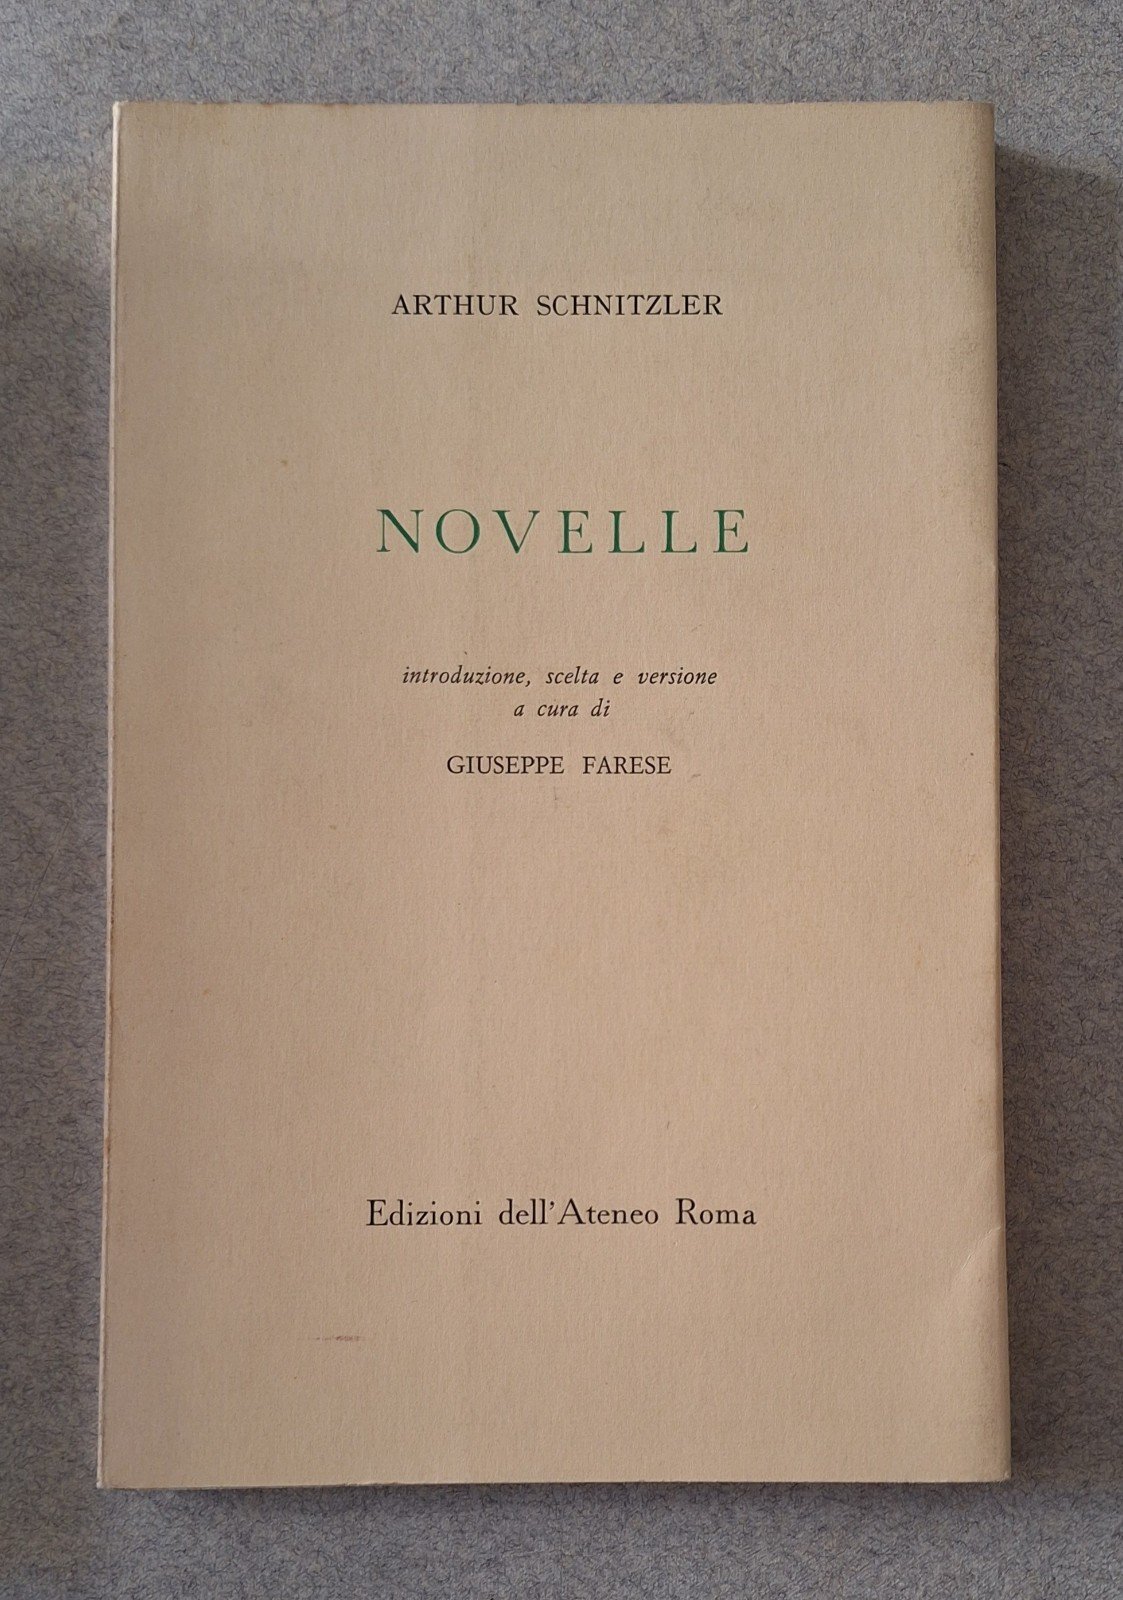 ARTHUR SCHNITZLER
NOVELLE
introduzione, scelta e versione
a cura di
GIUSEPPE FARESE
Edizioni dell'Ateneo Roma